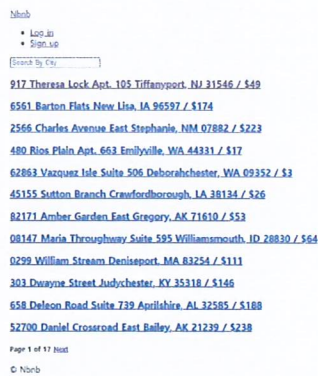 Nbnb
Log in
Sign up
Search By City
917 Theresa Lock Apt. 105 Tiffanyport, NJ 31546 / $49
6561 Barton Flats New Lisa, IA 96597 / $174
2566 Charles Avenue East Stephanie, NM 07882 / $223
480 Rios Plain Apt. 663 Emilyville, WA 44331 / $17
62863 Vazquez Isle Suite 506 Deborahchester, WA 09352 / $3
45155 Sutton Branch Crawfordborough, LA 38134 / $26
82171 Amber Garden East Gregory, AK 71610 / $53
08147 Maria Throughway Suite 595 Williamsmouth, ID 28830 / $64
0299 William Stream Deniseport, MA 83254 / $111
303 Dwayne Street Judychester, KY 35318 / $146
658 Deleon Road Suite 739 Aprilshire, AL 32585 / $188
52700 Daniel Crossroad East Bailey, AK 21239 / $238
Page 1 of 17 Next
© Nbnb